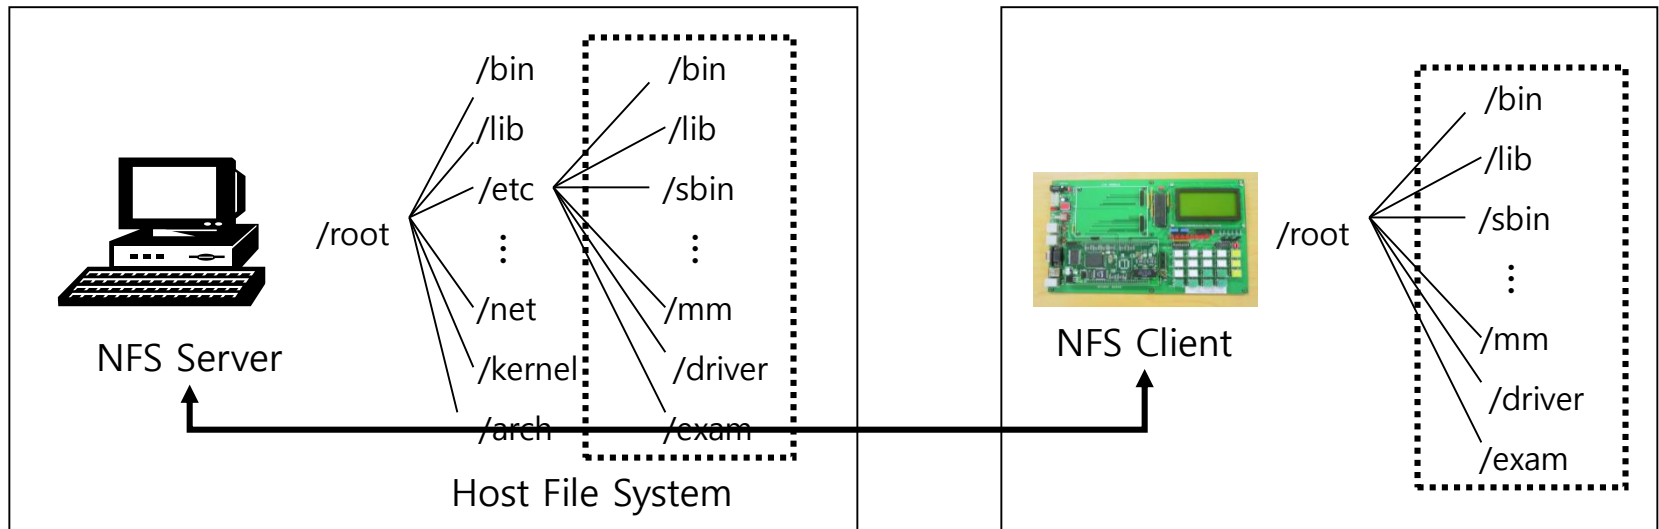 /bin
/lib
/etc
⋮
/net
/kernel
/arch
/bin
/lib
/sbin
⋮
/mm
/driver
/exam
/root
NFS Server
Host File System
/root
NFS Client
/bin
/lib
/sbin
⋮
/mm
/driver
/exam